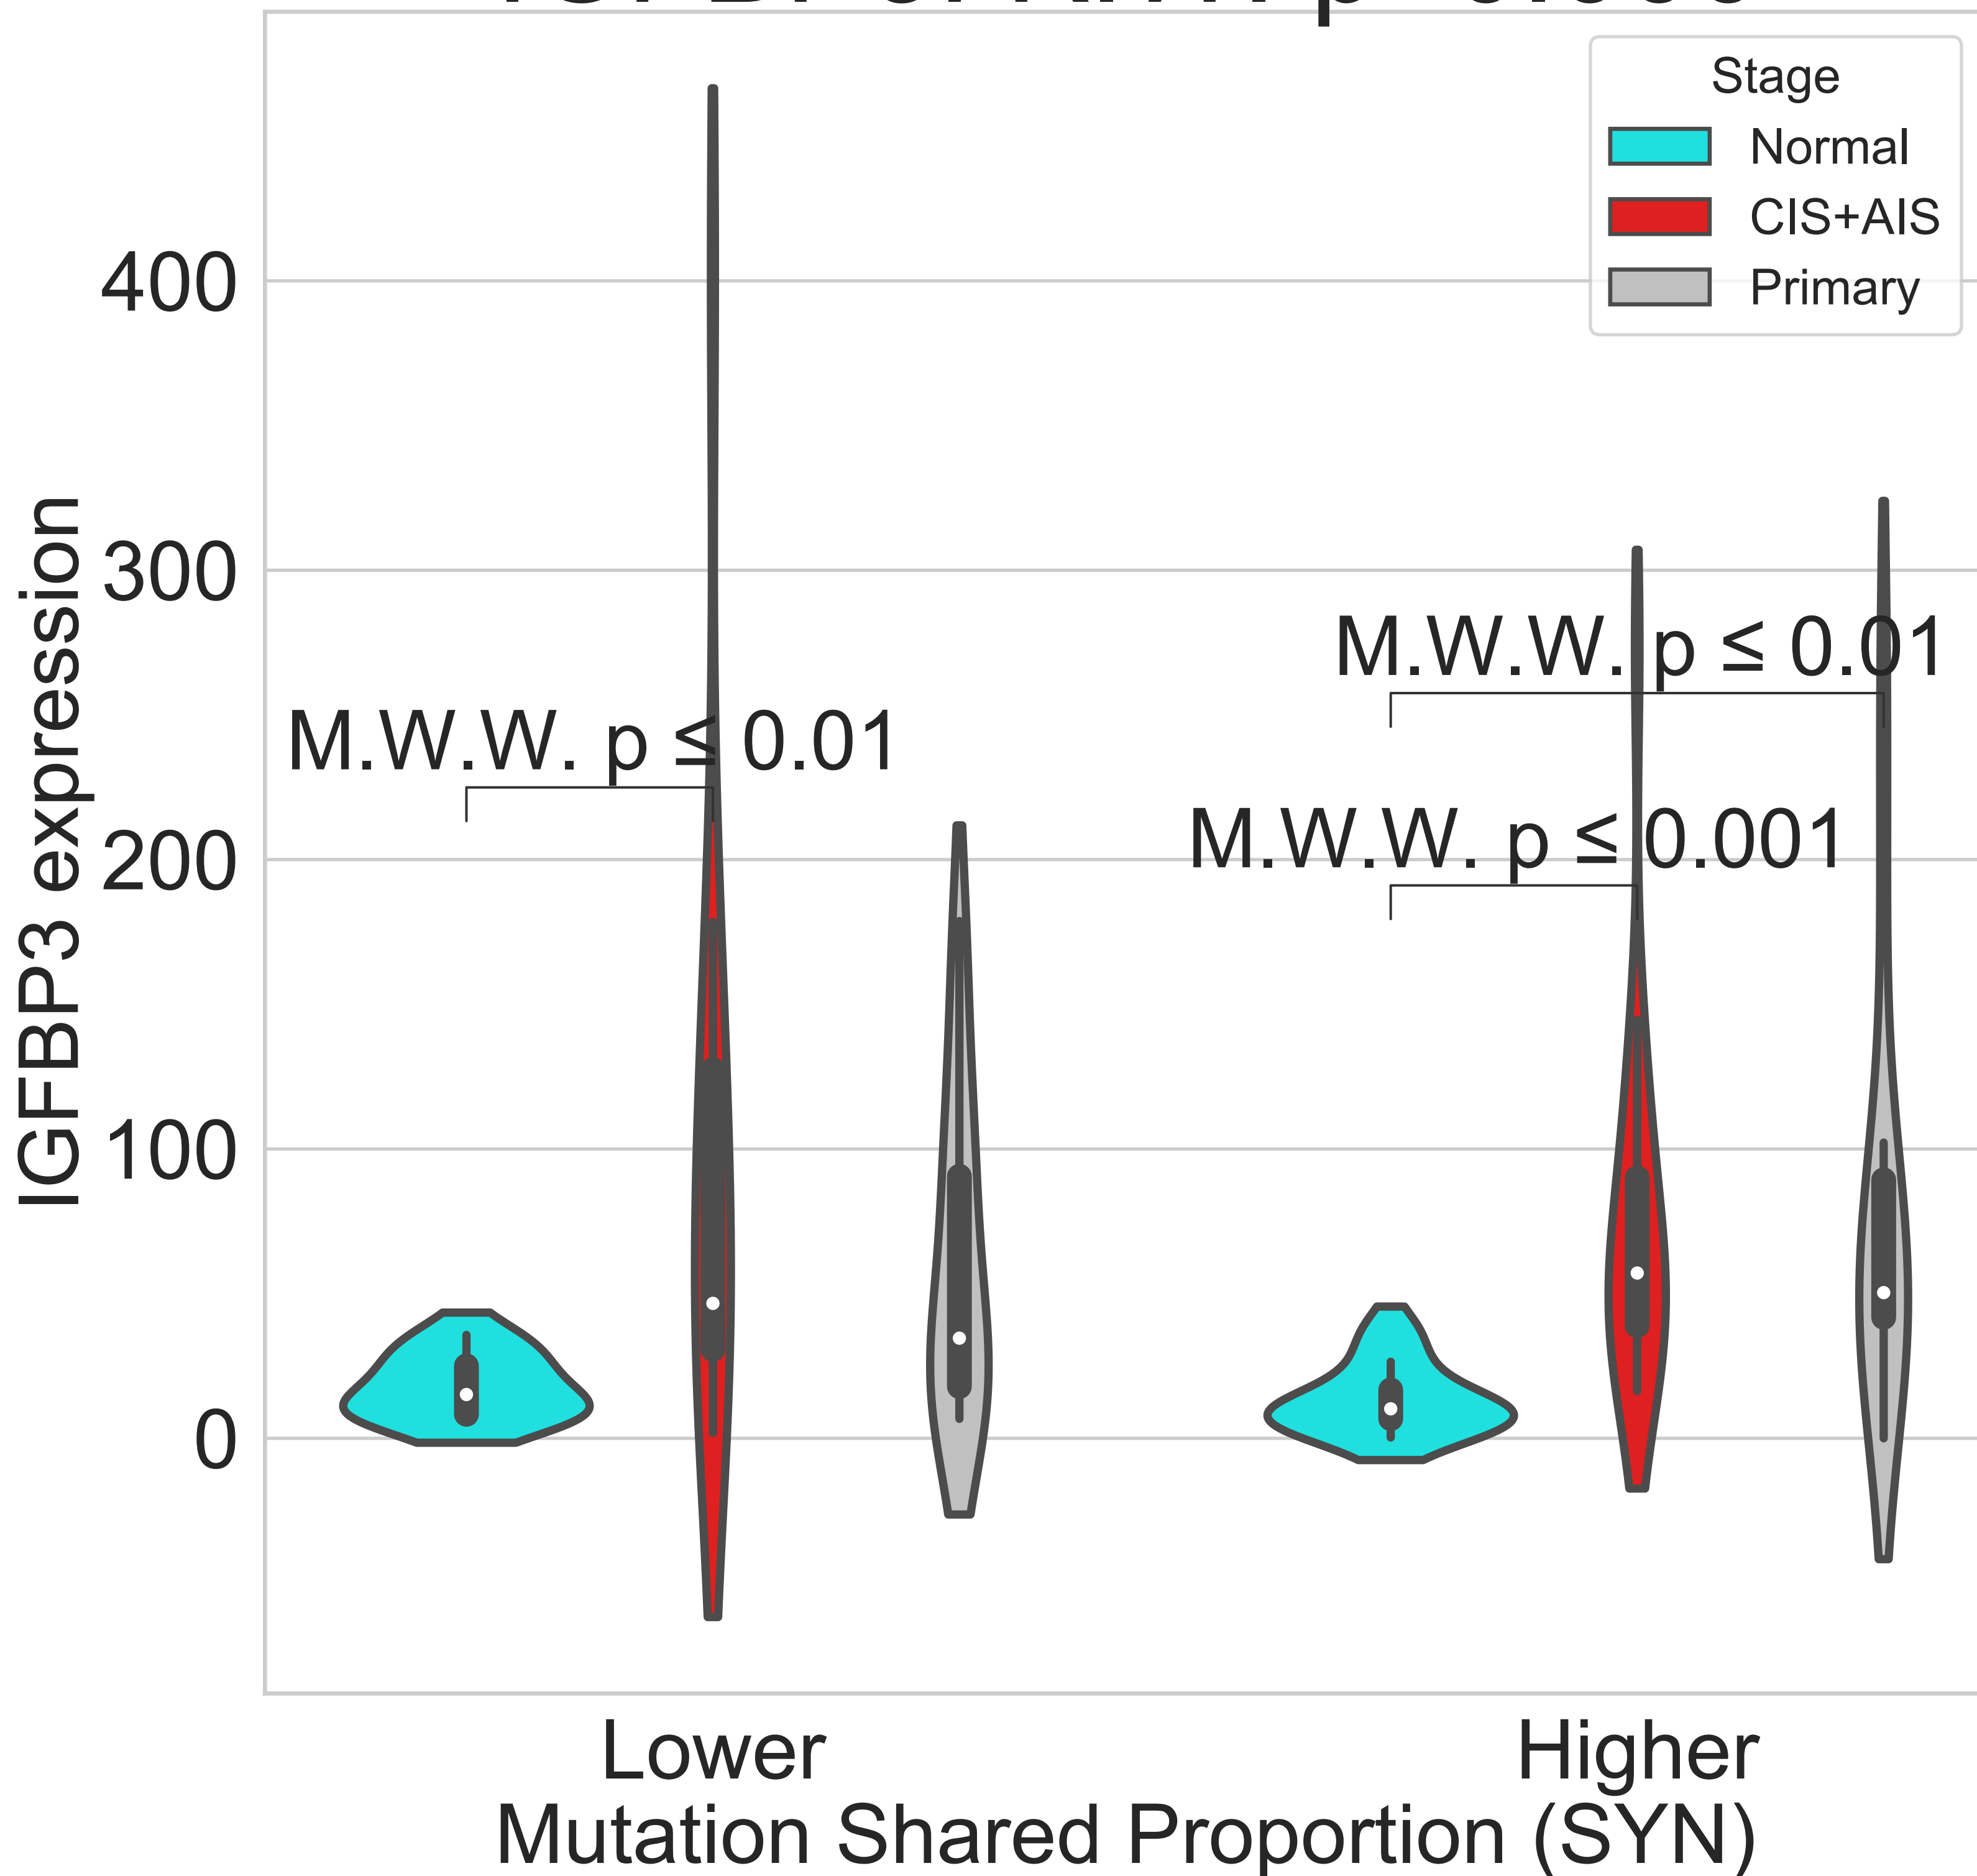 Stage
Normal
CIS+AIS
Primary
400
300
200
100
0
IGFBP3 expression
M.W.W. p ≤ 0.01
M.W.W. p ≤ 0.01
M.W.W. p ≤ 0.001
Lower
Higher
Mutation Shared Proportion (SYN)